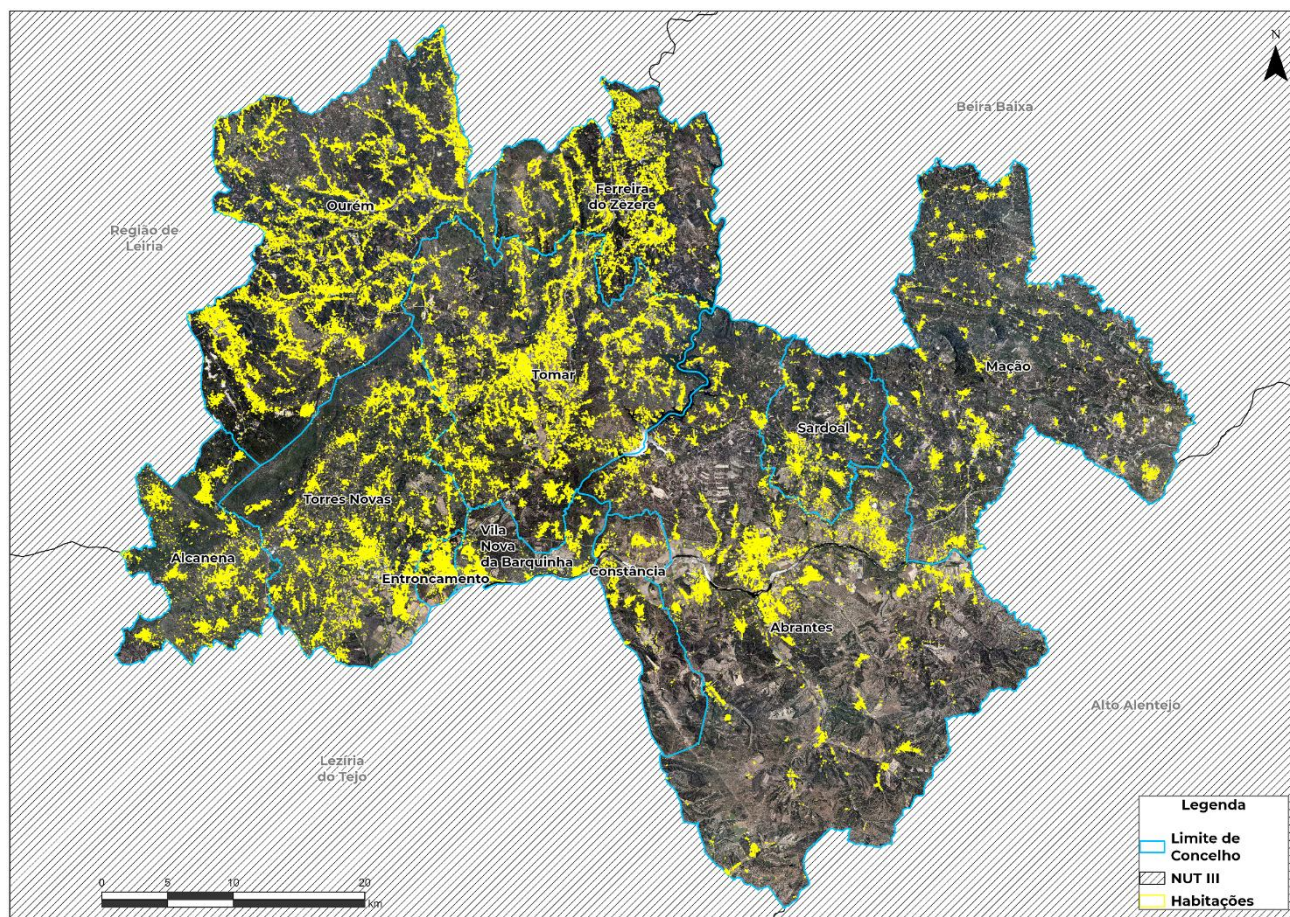 N
Beira Baixa
Ferreira
do Zêzere
Ourém
Região de
Leiria
Mação
Tomar
Sardoal
Torres Novas
Vila
Nova
da Barquinha
Alcanena
Constância
Entroncamento
Abrantes
Alto Alentejo
Lezíria
do Tejo
Legenda
Limite de
Concelho
NUT III
Habitações
0 5 10 20
km